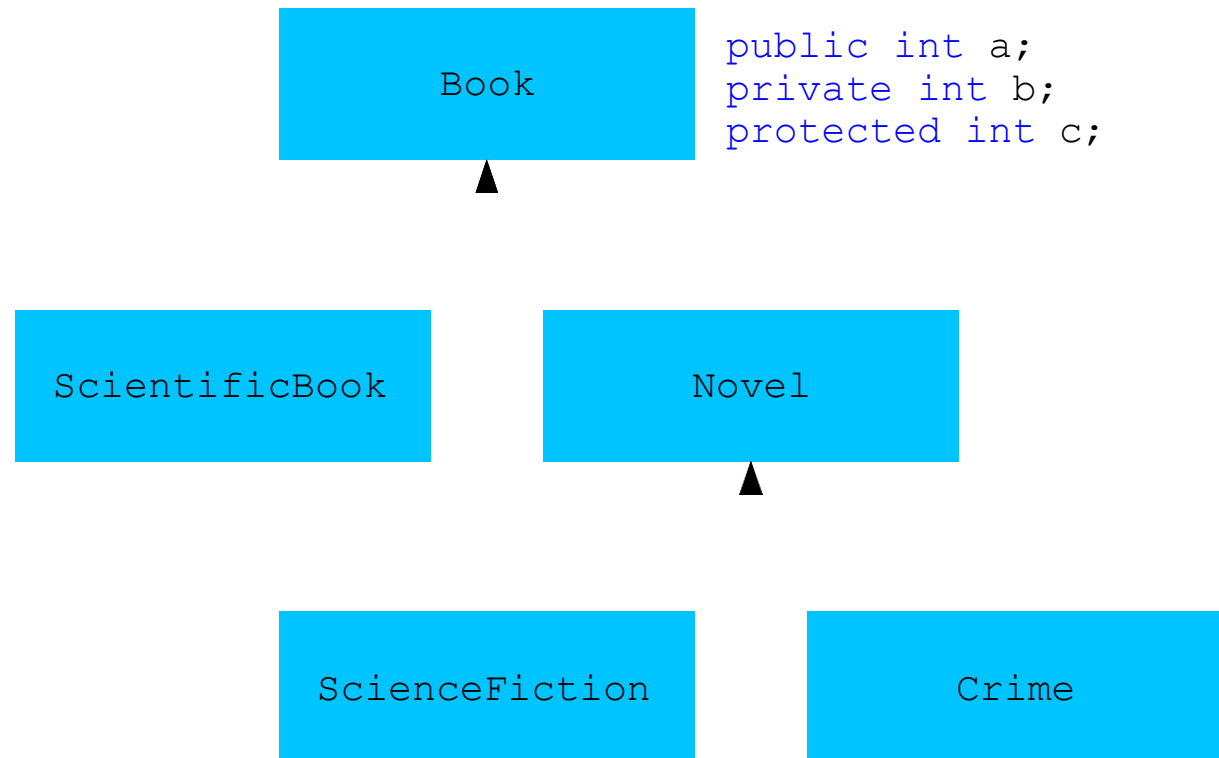 Book
public int a;
private int b;
protected int c;
ScientificBook
Novel
ScienceFiction
Crime